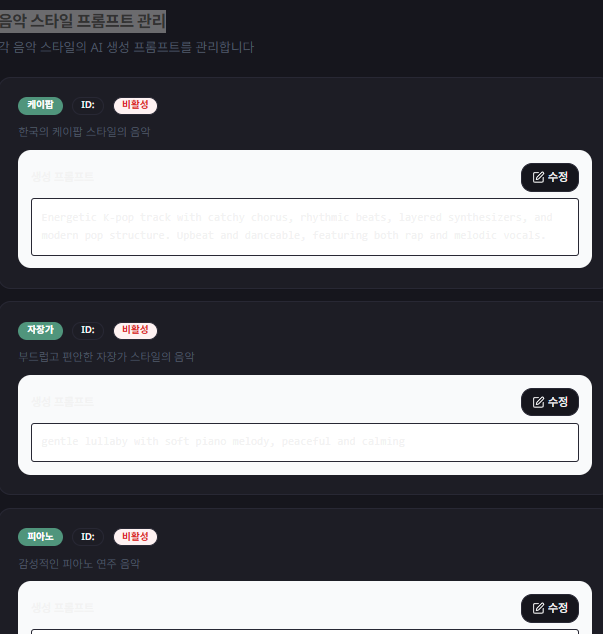 음악 스타일 프롬프트 관리
각 음악 스타일의 AI 생성 프롬프트를 관리합니다
케이팝 ID: 비활성
한국의 케이팝 스타일의 음악
생성 프롬프트 수정
Energetic K-pop track with catchy chorus, rhythmic beats, layered synthesizers, and
modern pop structure. Upbeat and danceable, featuring both rap and melodic vocals.
자장가 ID: 비활성
부드럽고 편안한 자장가 스타일의 음악
생성 프롬프트 수정
gentle lullaby with soft piano melody, peaceful and calming
피아노 ID: 비활성
감성적인 피아노 연주 음악
생성 프롬프트 수정